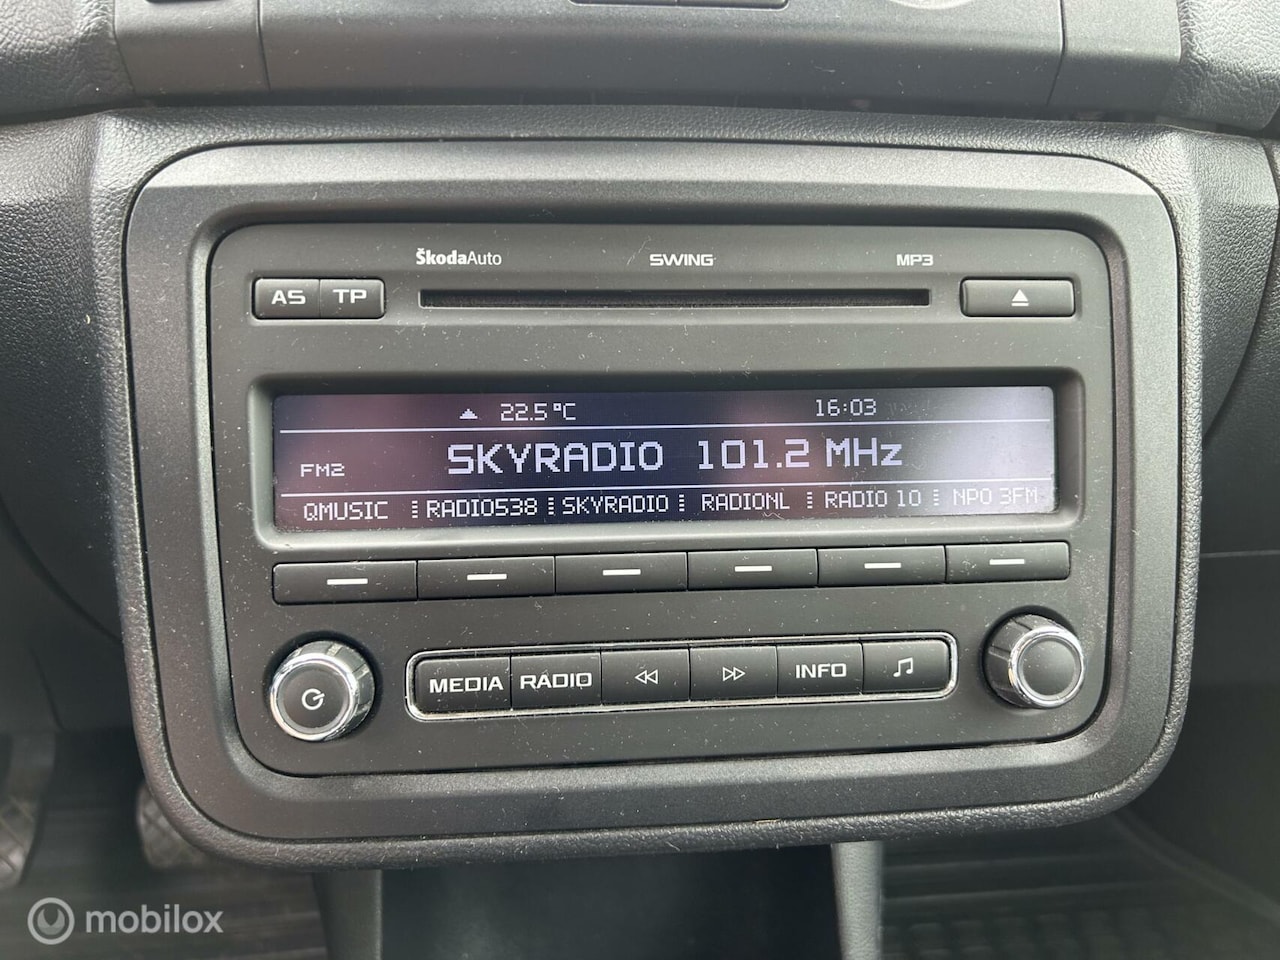 ŠkodaAuto SWING MP3
AS TP
22.5°C 16:03
FM2 SKYRADIO 101.2 MHz
QMUSIC RADIO538 SKYRADIO RADIONL RADIO 10 NPO 3FM
MEDIA RADIO INFO
mobilox